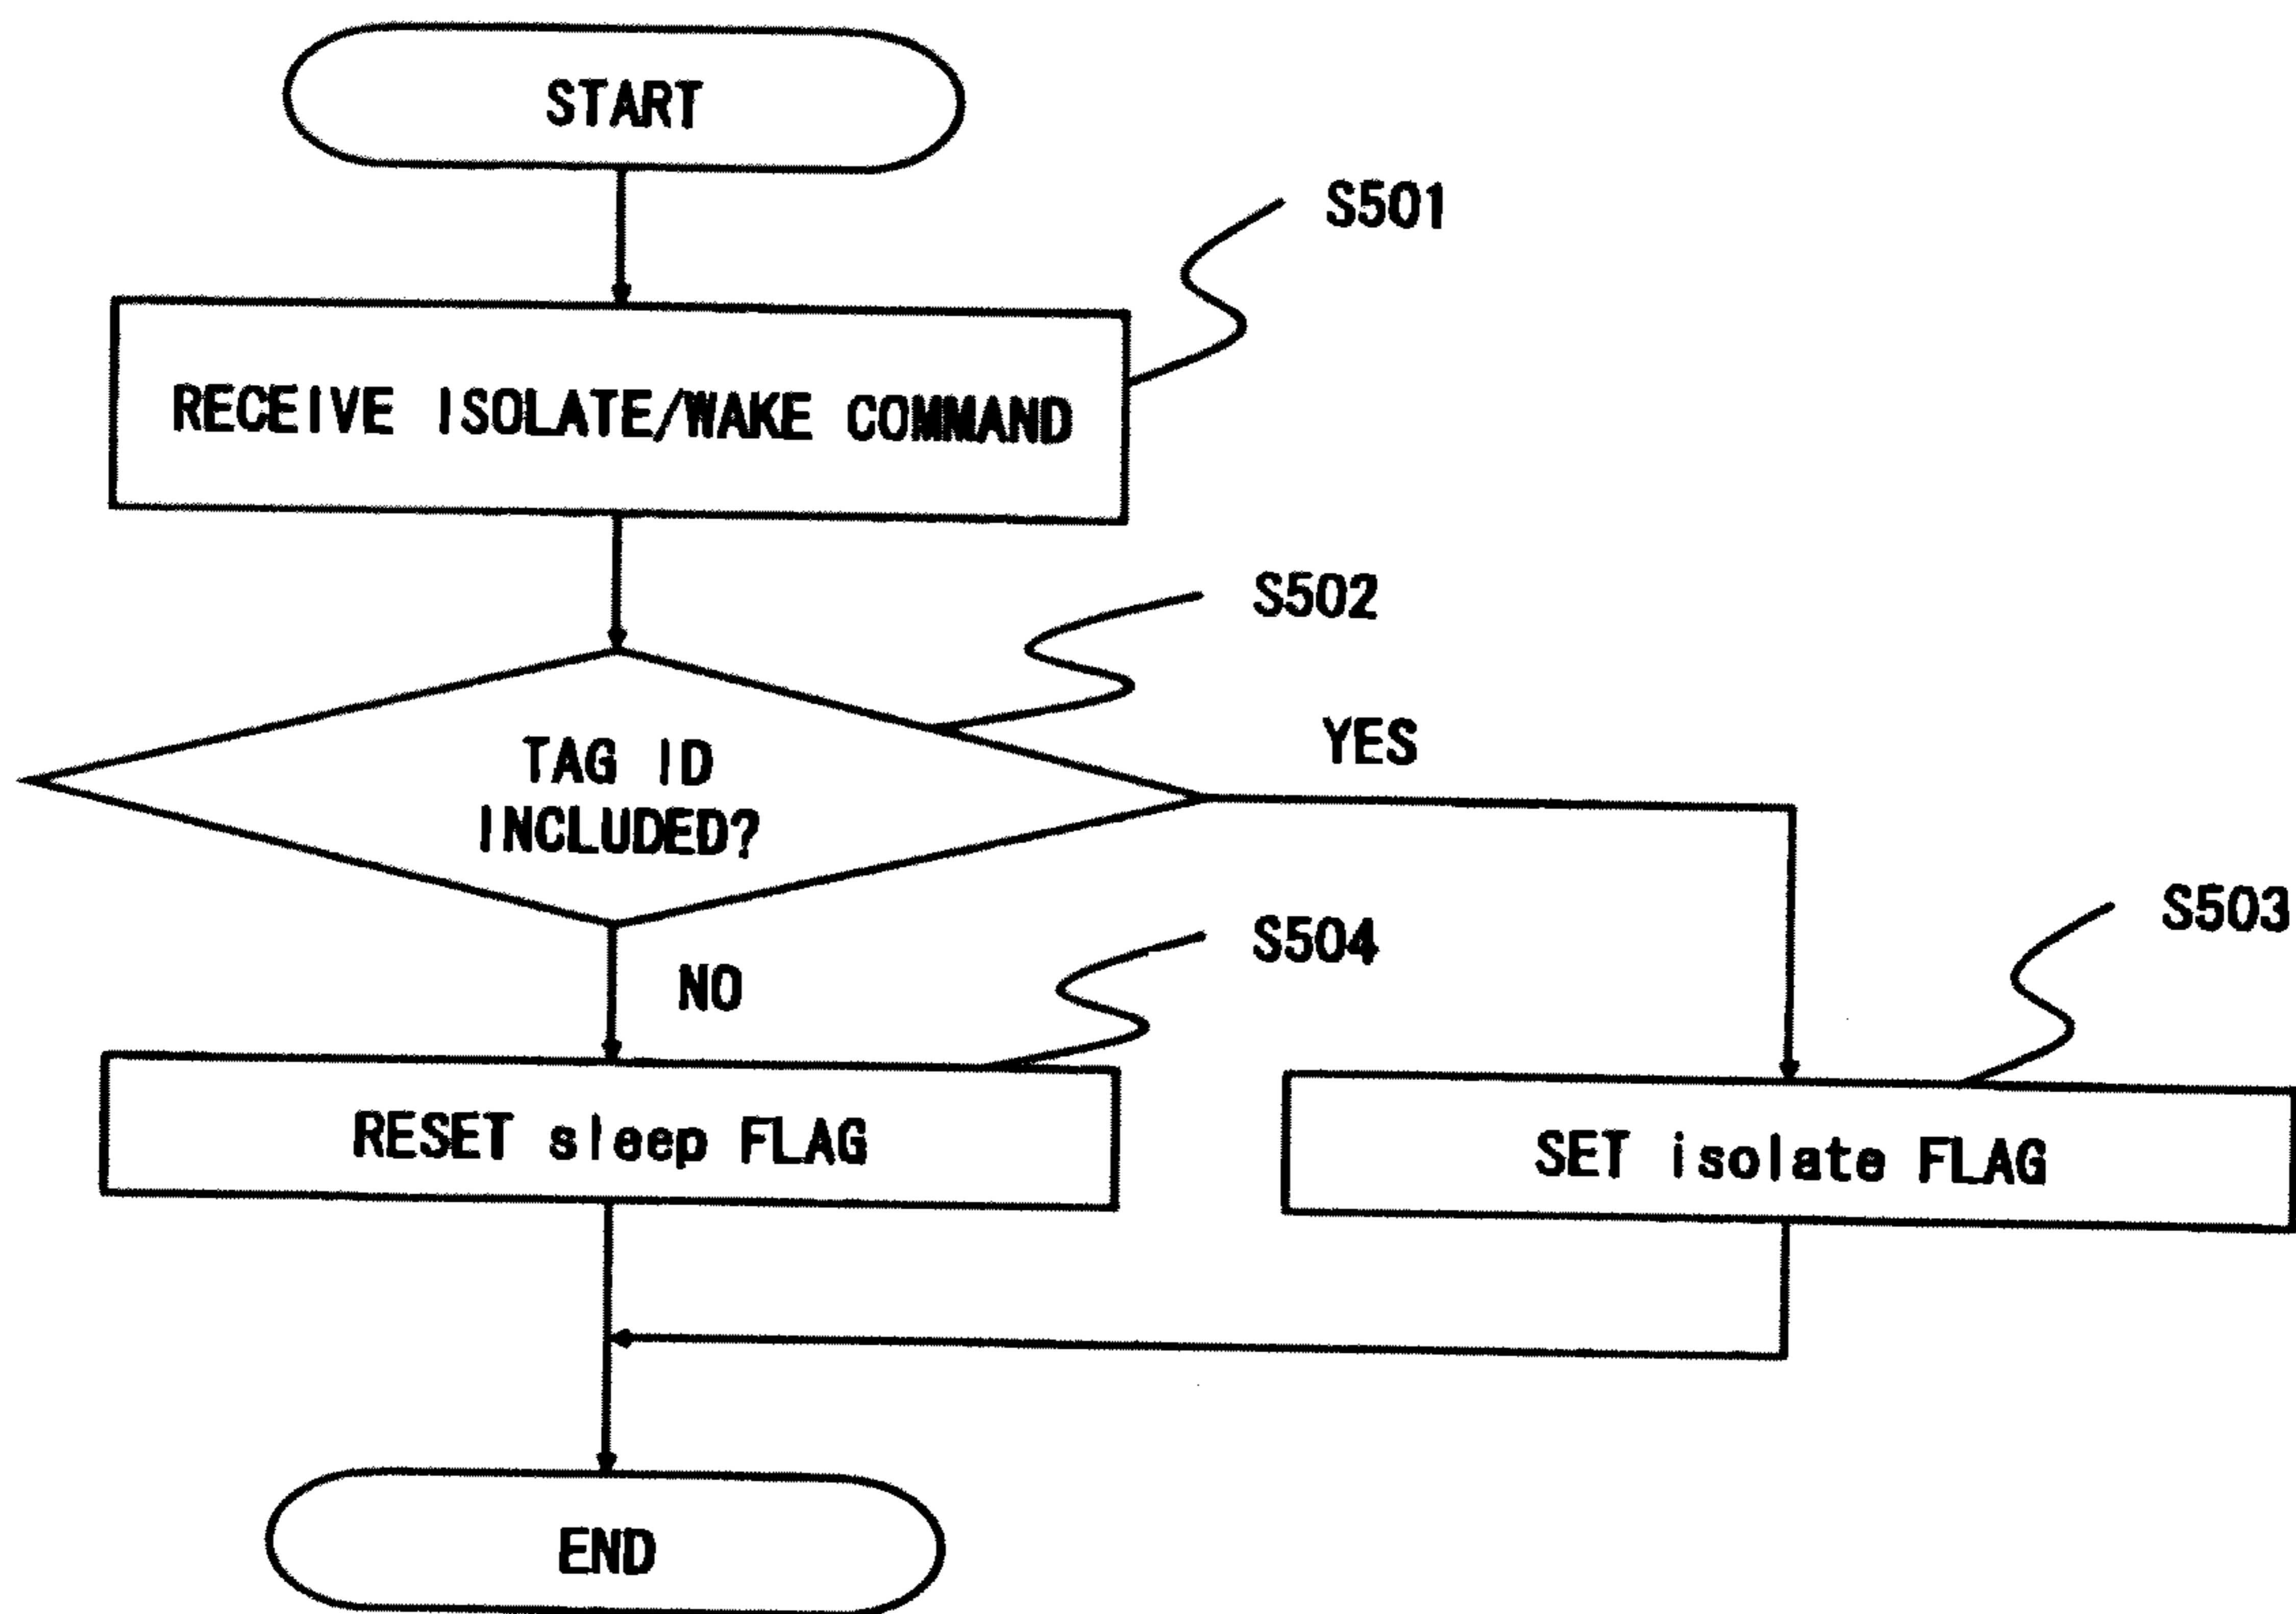 START
S501
RECEIVE ISOLATE/WAKE COMMAND
S502
YES
TAG ID
INCLUDED?
S503
S504
NO
RESET sleep FLAG
SET isolate FLAG
END